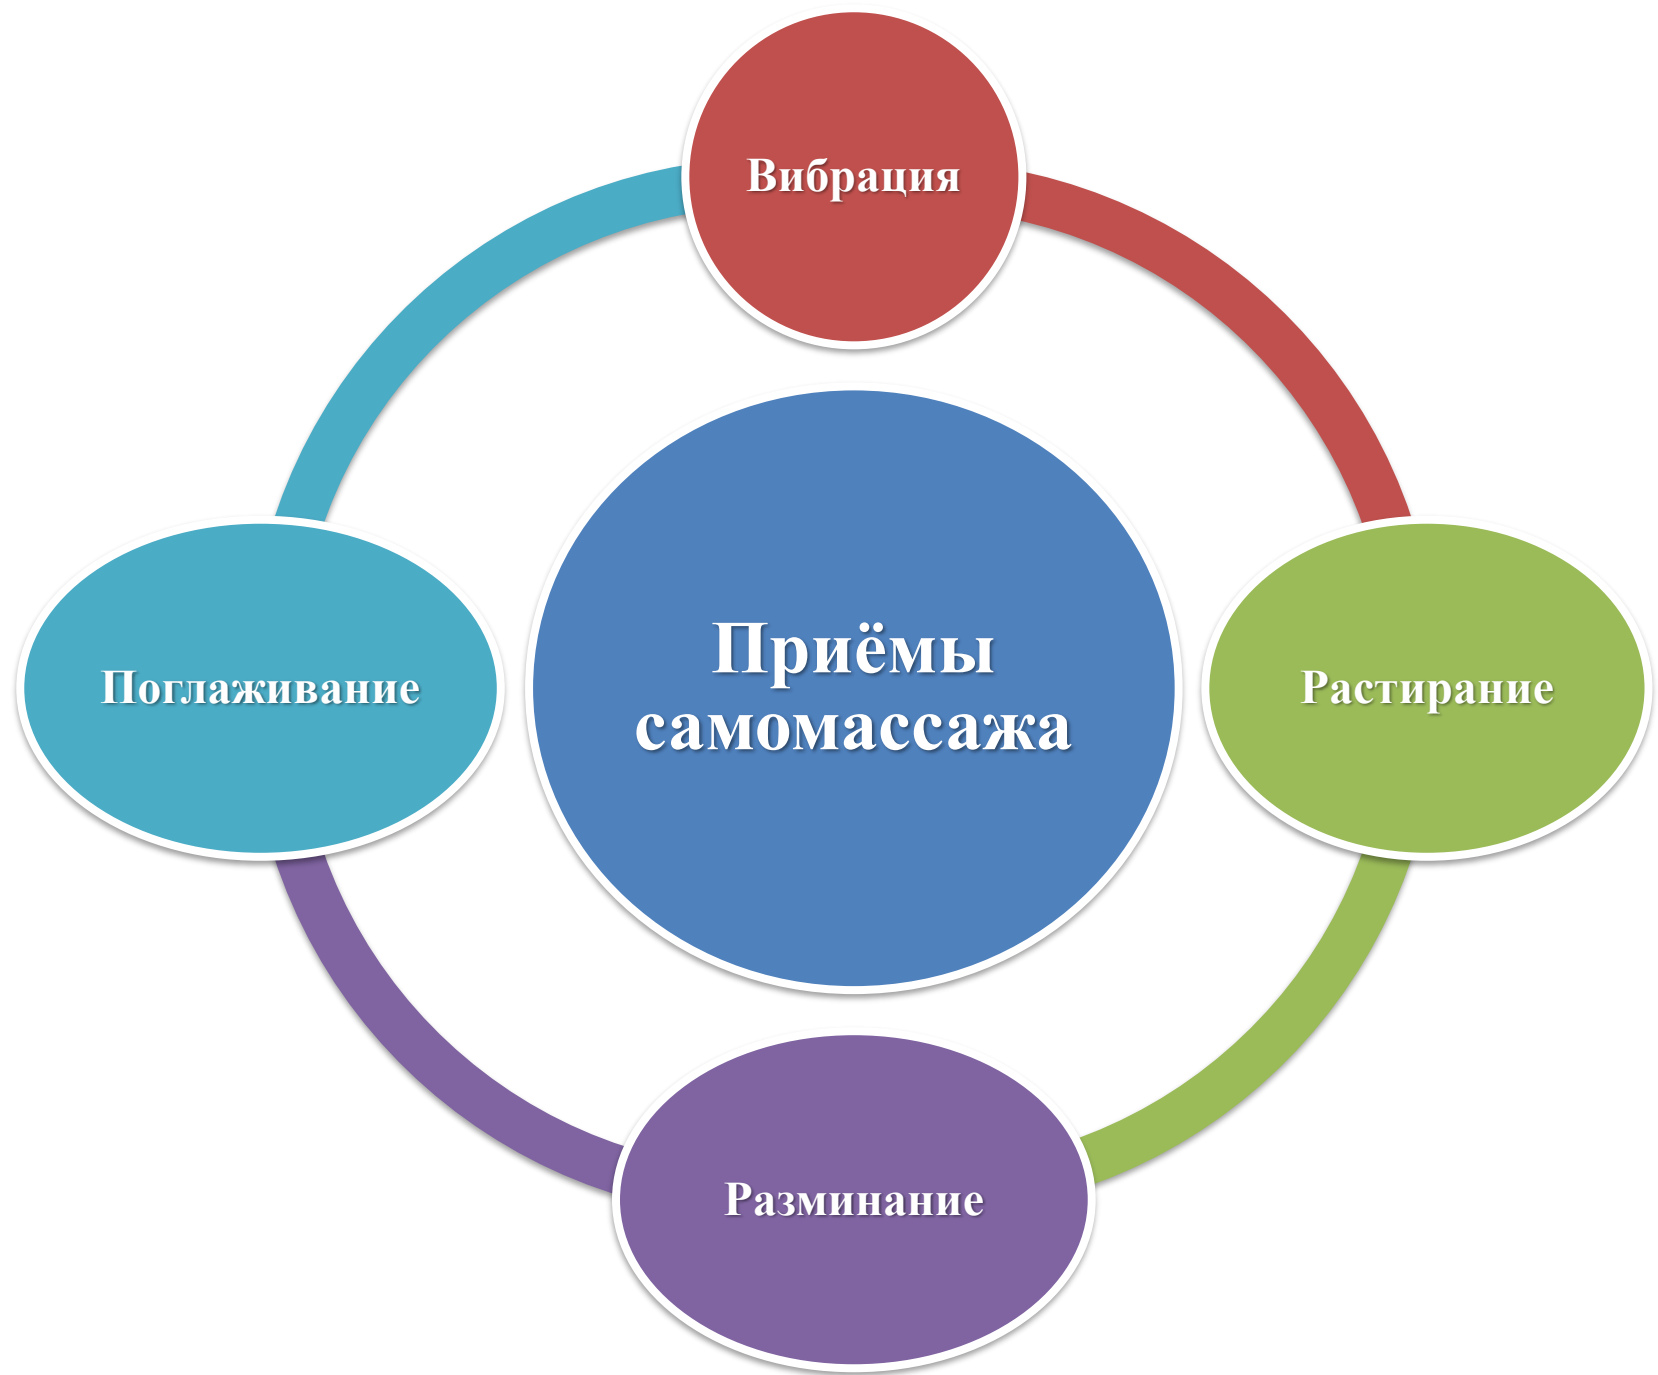 Вибрация
Поглаживание
Приёмы
самомассажа
Растирание
Разминание